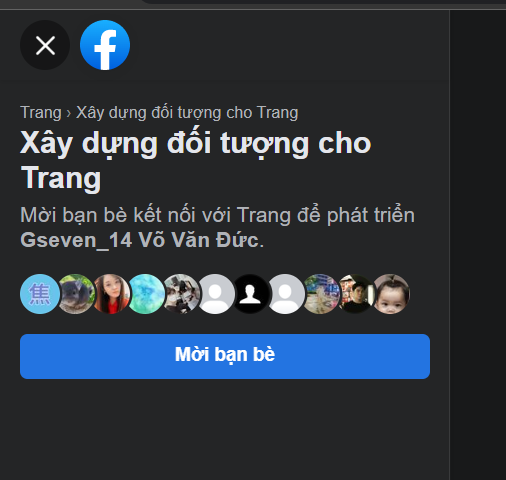 Trang › Xây dựng đối tượng cho Trang
Xây dựng đối tượng cho
Trang
Mời bạn bè kết nối với Trang để phát triển
Gseven_14 Võ Văn Đức.
焦
Mời bạn bè